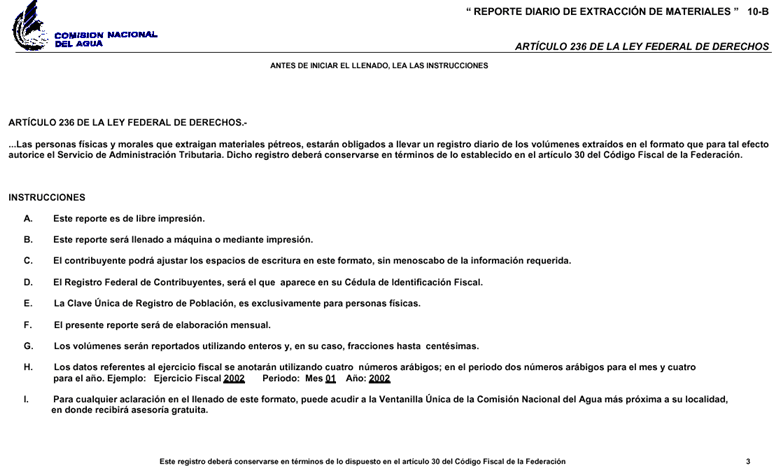 COMISION NACIONAL
DEL AGUA
“ REPORTE DIARIO DE EXTRACCIÓN DE MATERIALES ” 10-B
ARTÍCULO 236 DE LA LEY FEDERAL DE DERECHOS
ANTES DE INICIAR EL LLENADO, LEA LAS INSTRUCCIONES
ARTÍCULO 236 DE LA LEY FEDERAL DE DERECHOS.-
...Las personas físicas y morales que extraigan materiales pétreos, estarán obligados a llevar un registro diario de los volúmenes extraídos en el formato que para tal efecto
autorice el Servicio de Administración Tributaria. Dicho registro deberá conservarse en términos de lo establecido en el artículo 30 del Código Fiscal de la Federación.
INSTRUCCIONES
A. Este reporte es de libre impresión.
B. Este reporte será llenado a máquina o mediante impresión.
C. El contribuyente podrá ajustar los espacios de escritura en este formato, sin menoscabo de la información requerida.
D. El Registro Federal de Contribuyentes, será el que aparece en su Cédula de Identificación Fiscal.
E. La Clave Única de Registro de Población, es exclusivamente para personas físicas.
F. El presente reporte será de elaboración mensual.
G. Los volúmenes serán reportados utilizando enteros y, en su caso, fracciones hasta centésimas.
H. Los datos referentes al ejercicio fiscal se anotarán utilizando cuatro números arábigos; en el periodo dos números arábigos para el mes y cuatro
para el año. Ejemplo: Ejercicio Fiscal 2002 Periodo: Mes 01 Año: 2002
I. Para cualquier aclaración en el llenado de este formato, puede acudir a la Ventanilla Única de la Comisión Nacional del Agua más próxima a su localidad,
en donde recibirá asesoría gratuita.
Este registro deberá conservarse en términos de lo dispuesto en el artículo 30 del Código Fiscal de la Federación 3